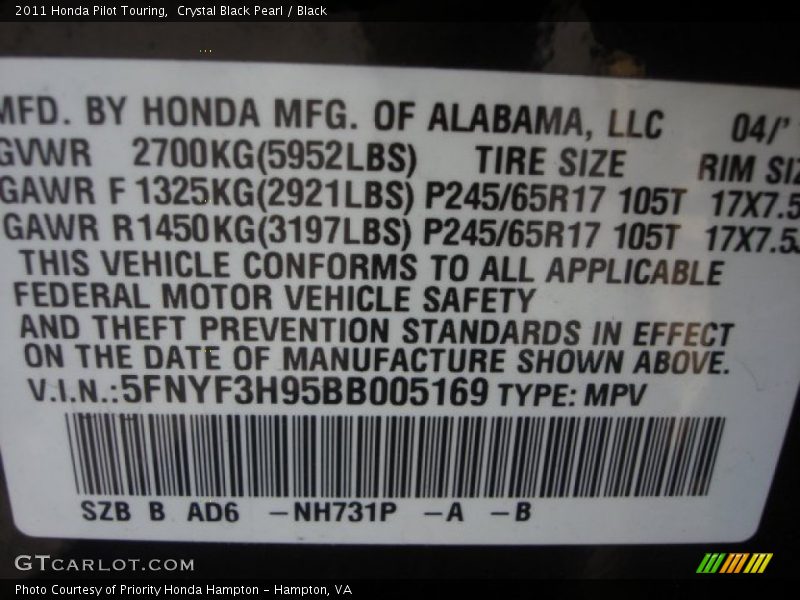 2011 Honda Pilot Touring,  Crystal Black Pearl / Black
MFD. BY HONDA MFG. OF ALABAMA, LLC 04/'
GVWR 2700KG(5952LBS) TIRE SIZE RIM SIZ
GAWR F 1325KG(2921LBS) P245/65R17 105T 17X7.5
GAWR R1450KG(3197LBS) P245/65R17 105T 17X7.5J
THIS VEHICLE CONFORMS TO ALL APPLICABLE
FEDERAL MOTOR VEHICLE SAFETY
AND THEFT PREVENTION STANDARDS IN EFFECT
ON THE DATE OF MANUFACTURE SHOWN ABOVE.
V.I.N.:5FNYF3H95BB005169 TYPE: MPV
SZB B AD6 -NH731P -A -B
GTCARLOT.COM
Photo Courtesy of Priority Honda Hampton - Hampton, VA